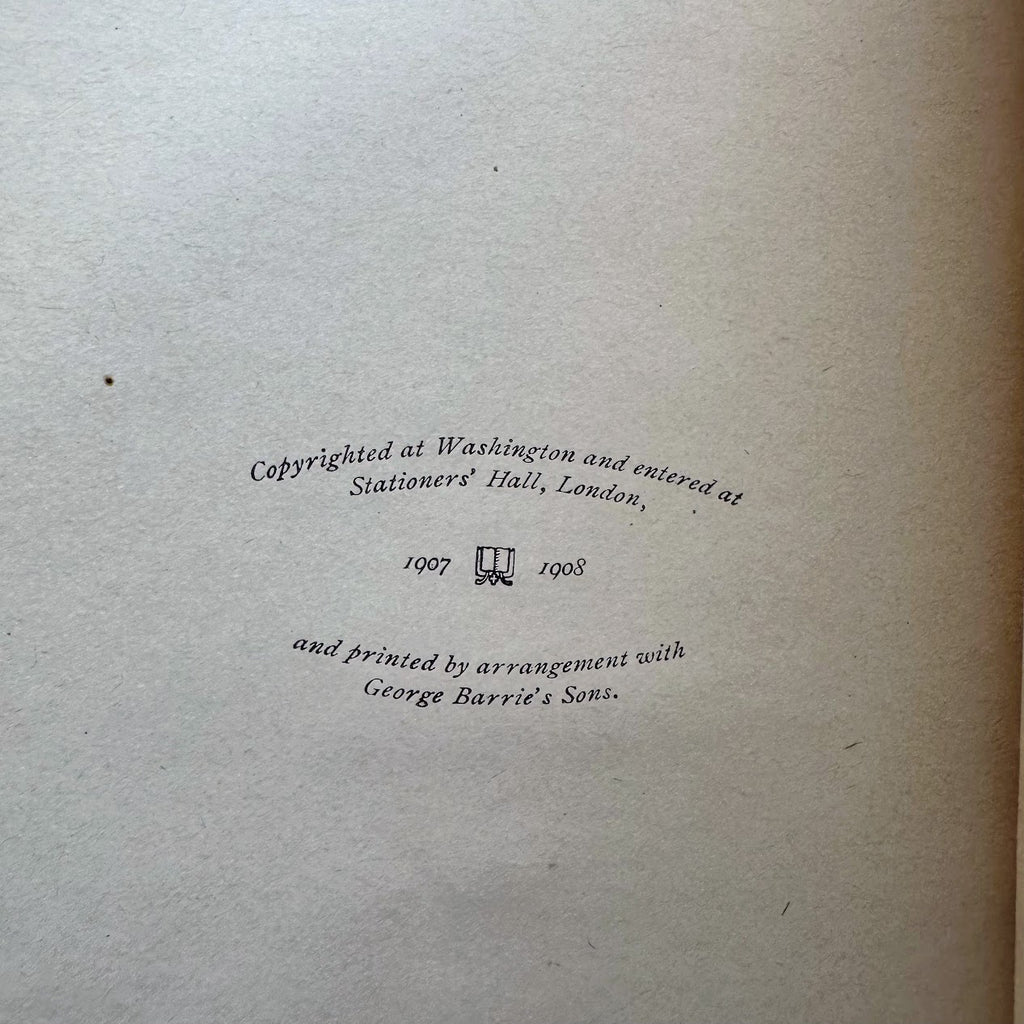 Copyrighted at Washington and entered at
Stationers' Hall, London,
1907 1908
and printed by arrangement with
George Barrie's Sons.